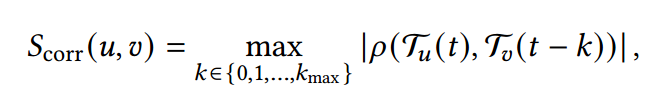 S_corr(u, v) = max_{k∈{0,1,...,k_max}} |ρ(𝒯_u(t), 𝒯_v(t − k))| ,